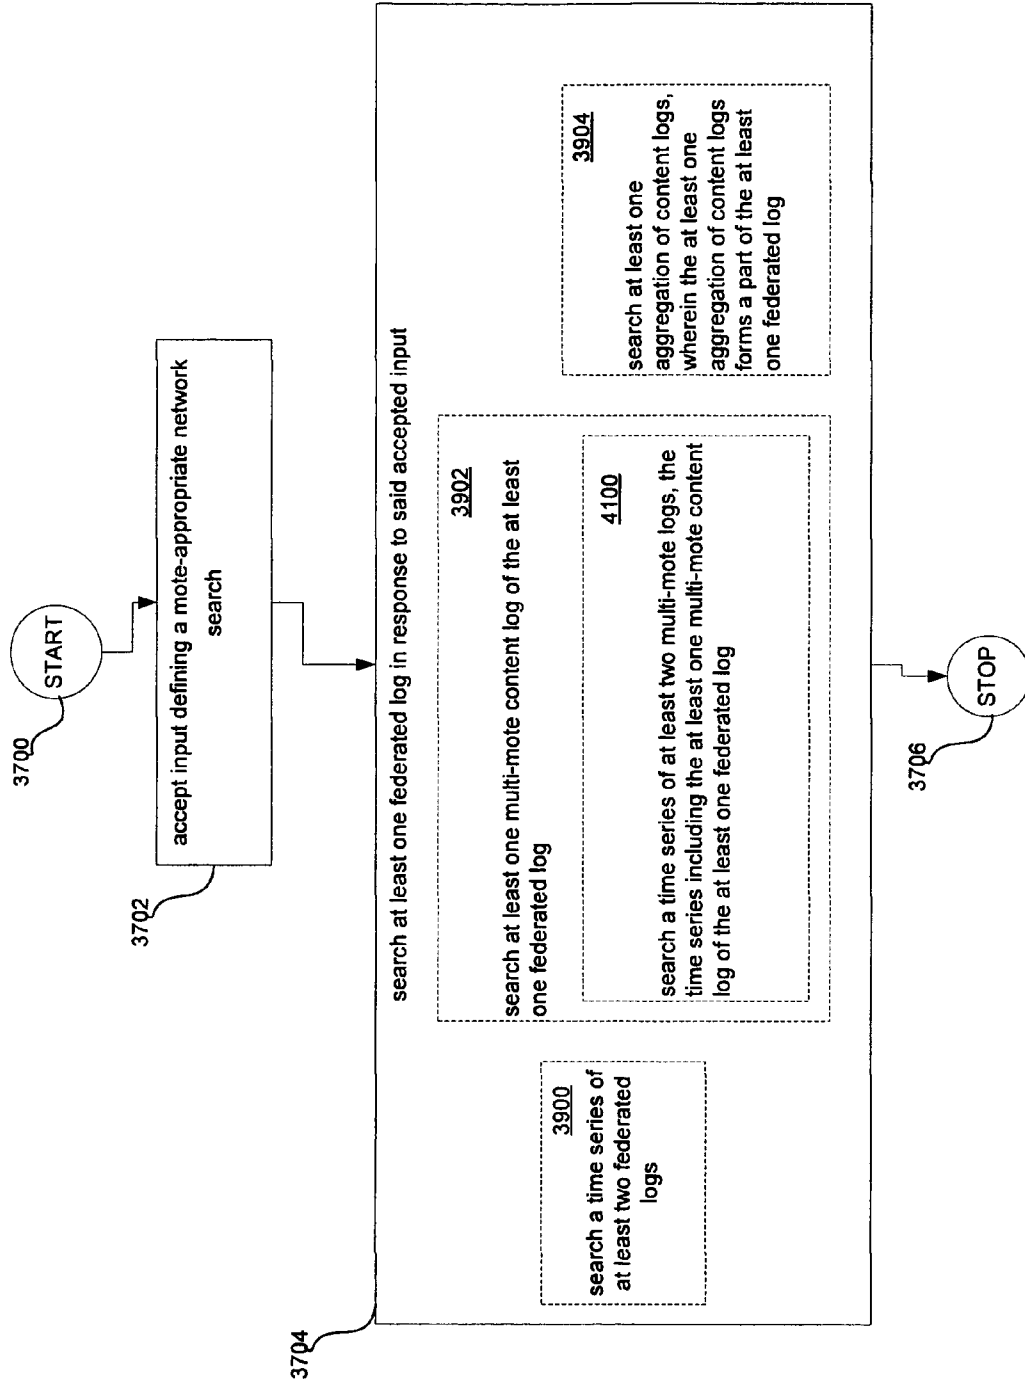 START
3700
accept input defining a mote-appropriate network
search
3702
search at least one federated log in response to said accepted input
3704
3900
search a time series of
at least two federated
logs
3902
search at least one multi-mote content log of the at least
one federated log
4100
search a time series of at least two multi-mote logs, the
time series including the at least one multi-mote content
log of the at least one federated log
3904
search at least one
aggregation of content logs,
wherein the at least one
aggregation of content logs
forms a part of the at least
one federated log
STOP
3706